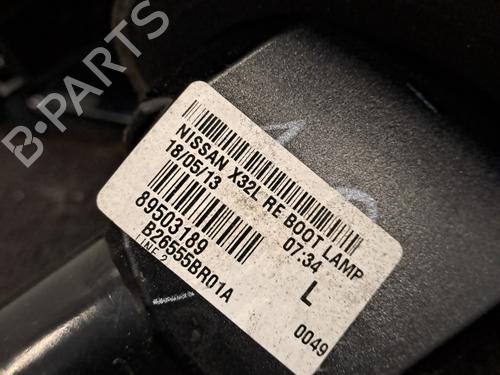 B-PARTS
NISSAN X32L RE BOOT LAMP
18/05/13 07:34
89503189
B26555BR01A L
LINE 2 0049